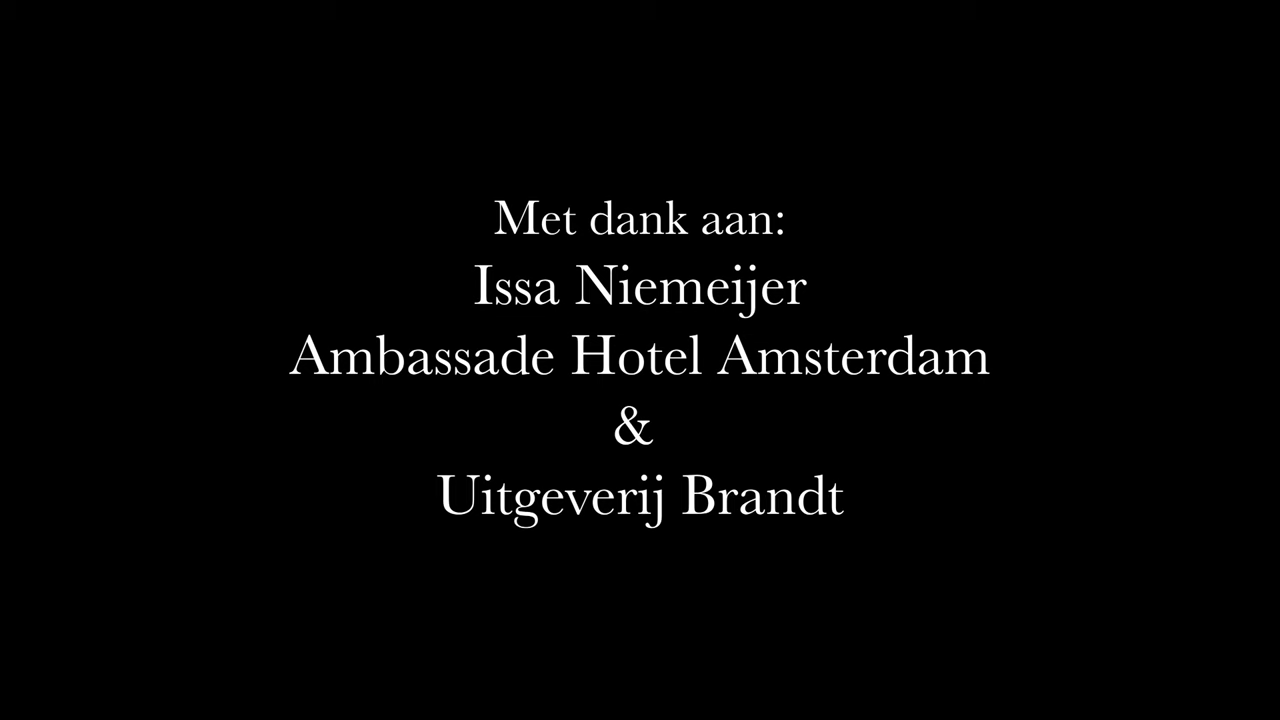 Met dank aan:
Issa Niemeijer
Ambassade Hotel Amsterdam
&
Uitgeverij Brandt